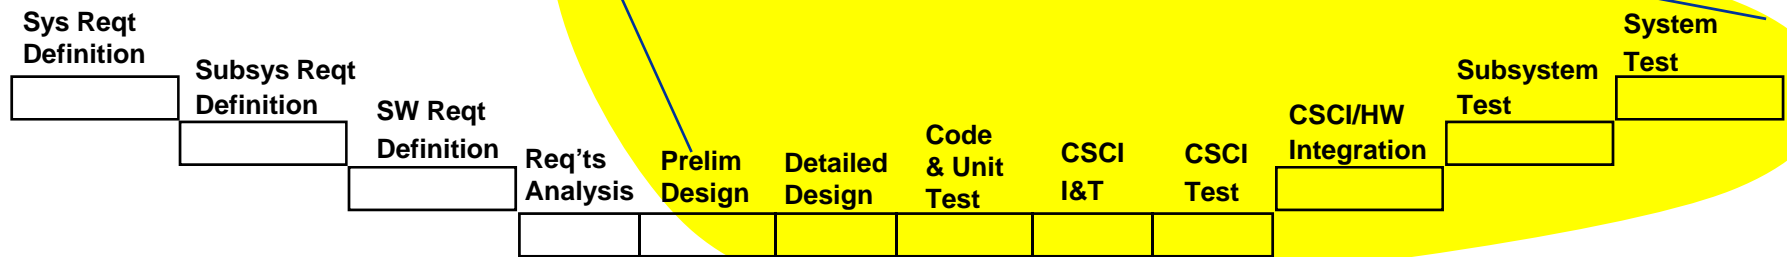 Sys Reqt
Definition
Subsys Reqt
Definition
SW Reqt
Definition
Req'ts
Analysis
Prelim
Design
Detailed
Design
Code
& Unit
Test
CSCI
I&T
CSCI
Test
CSCI/HW
Integration
Subsystem
Test
System
Test